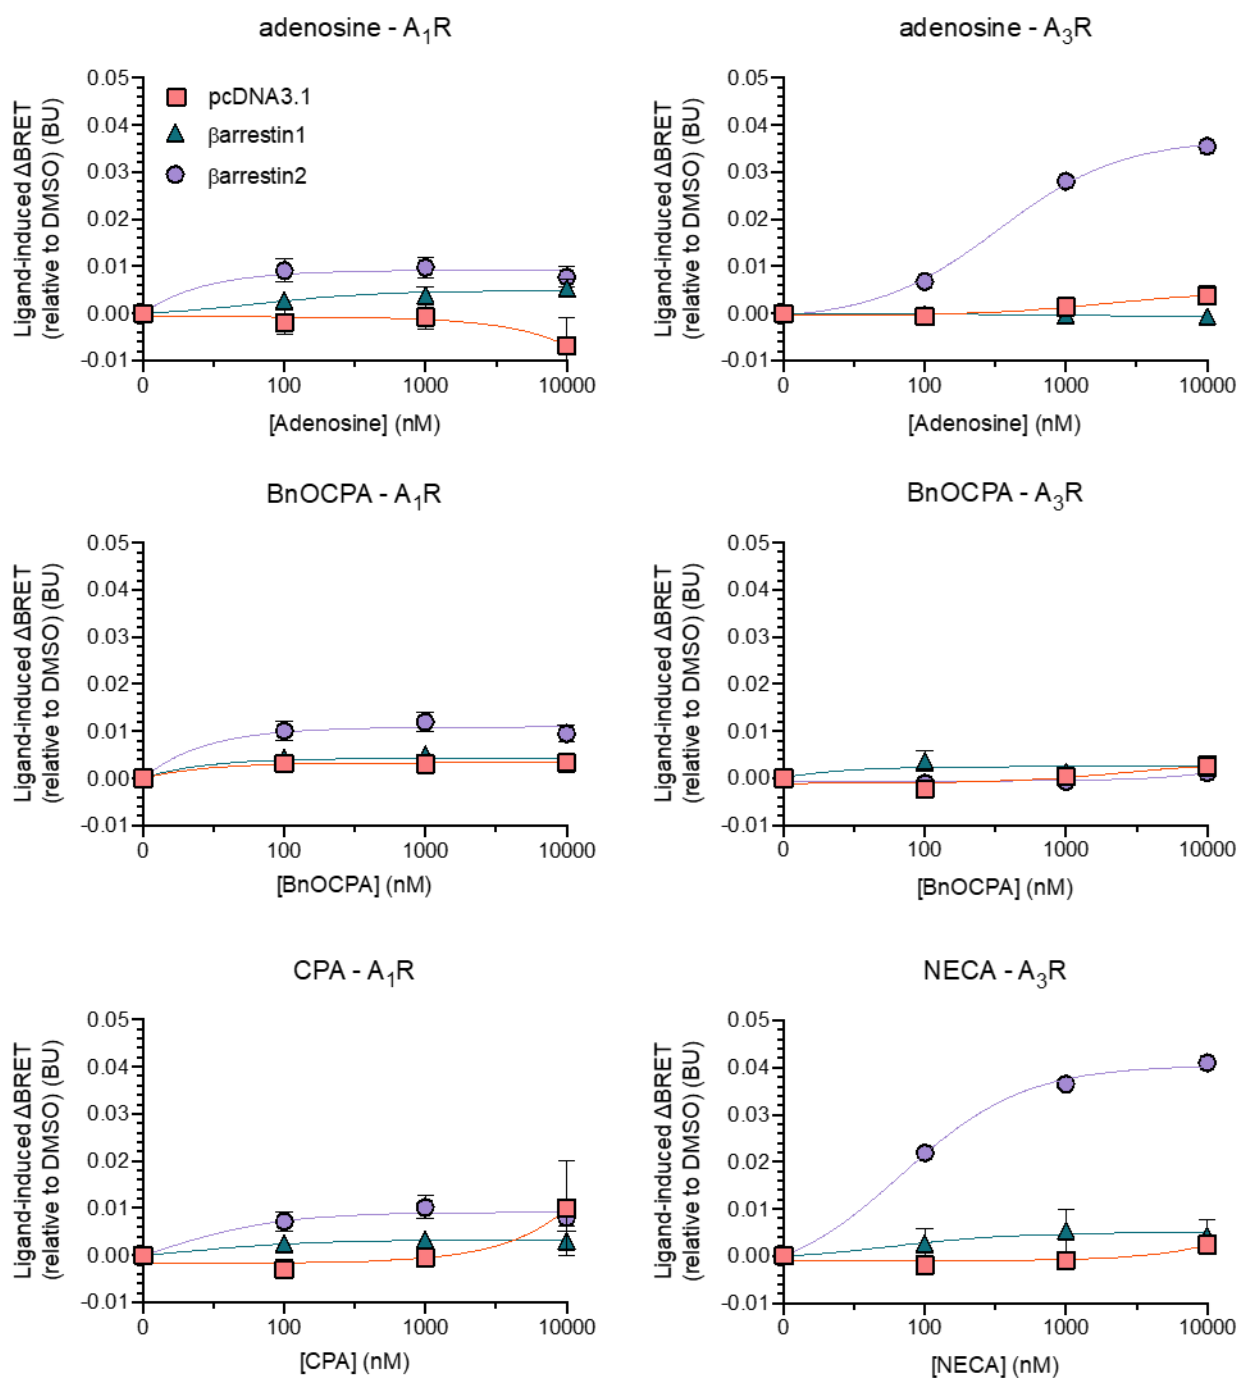 adenosine - A₁R
Ligand-induced ΔBRET
(relative to DMSO) (BU)
0.05
0.04
0.03
0.02
0.01
0.00
-0.01
pcDNA3.1
βarrestin1
βarrestin2
0 100 1000 10000
[Adenosine] (nM)
adenosine - A₃R
Ligand-induced ΔBRET
(relative to DMSO) (BU)
0.05
0.04
0.03
0.02
0.01
0.00
-0.01
0 100 1000 10000
[Adenosine] (nM)
BnOCPA - A₁R
Ligand-induced ΔBRET
(relative to DMSO) (BU)
0.05
0.04
0.03
0.02
0.01
0.00
-0.01
0 100 1000 10000
[BnOCPA] (nM)
BnOCPA - A₃R
Ligand-induced ΔBRET
(relative to DMSO) (BU)
0.05
0.04
0.03
0.02
0.01
0.00
-0.01
0 100 1000 10000
[BnOCPA] (nM)
CPA - A₁R
Ligand-induced ΔBRET
(relative to DMSO) (BU)
0.05
0.04
0.03
0.02
0.01
0.00
-0.01
0 100 1000 10000
[CPA] (nM)
NECA - A₃R
Ligand-induced ΔBRET
(relative to DMSO) (BU)
0.05
0.04
0.03
0.02
0.01
0.00
-0.01
0 100 1000 10000
[NECA] (nM)